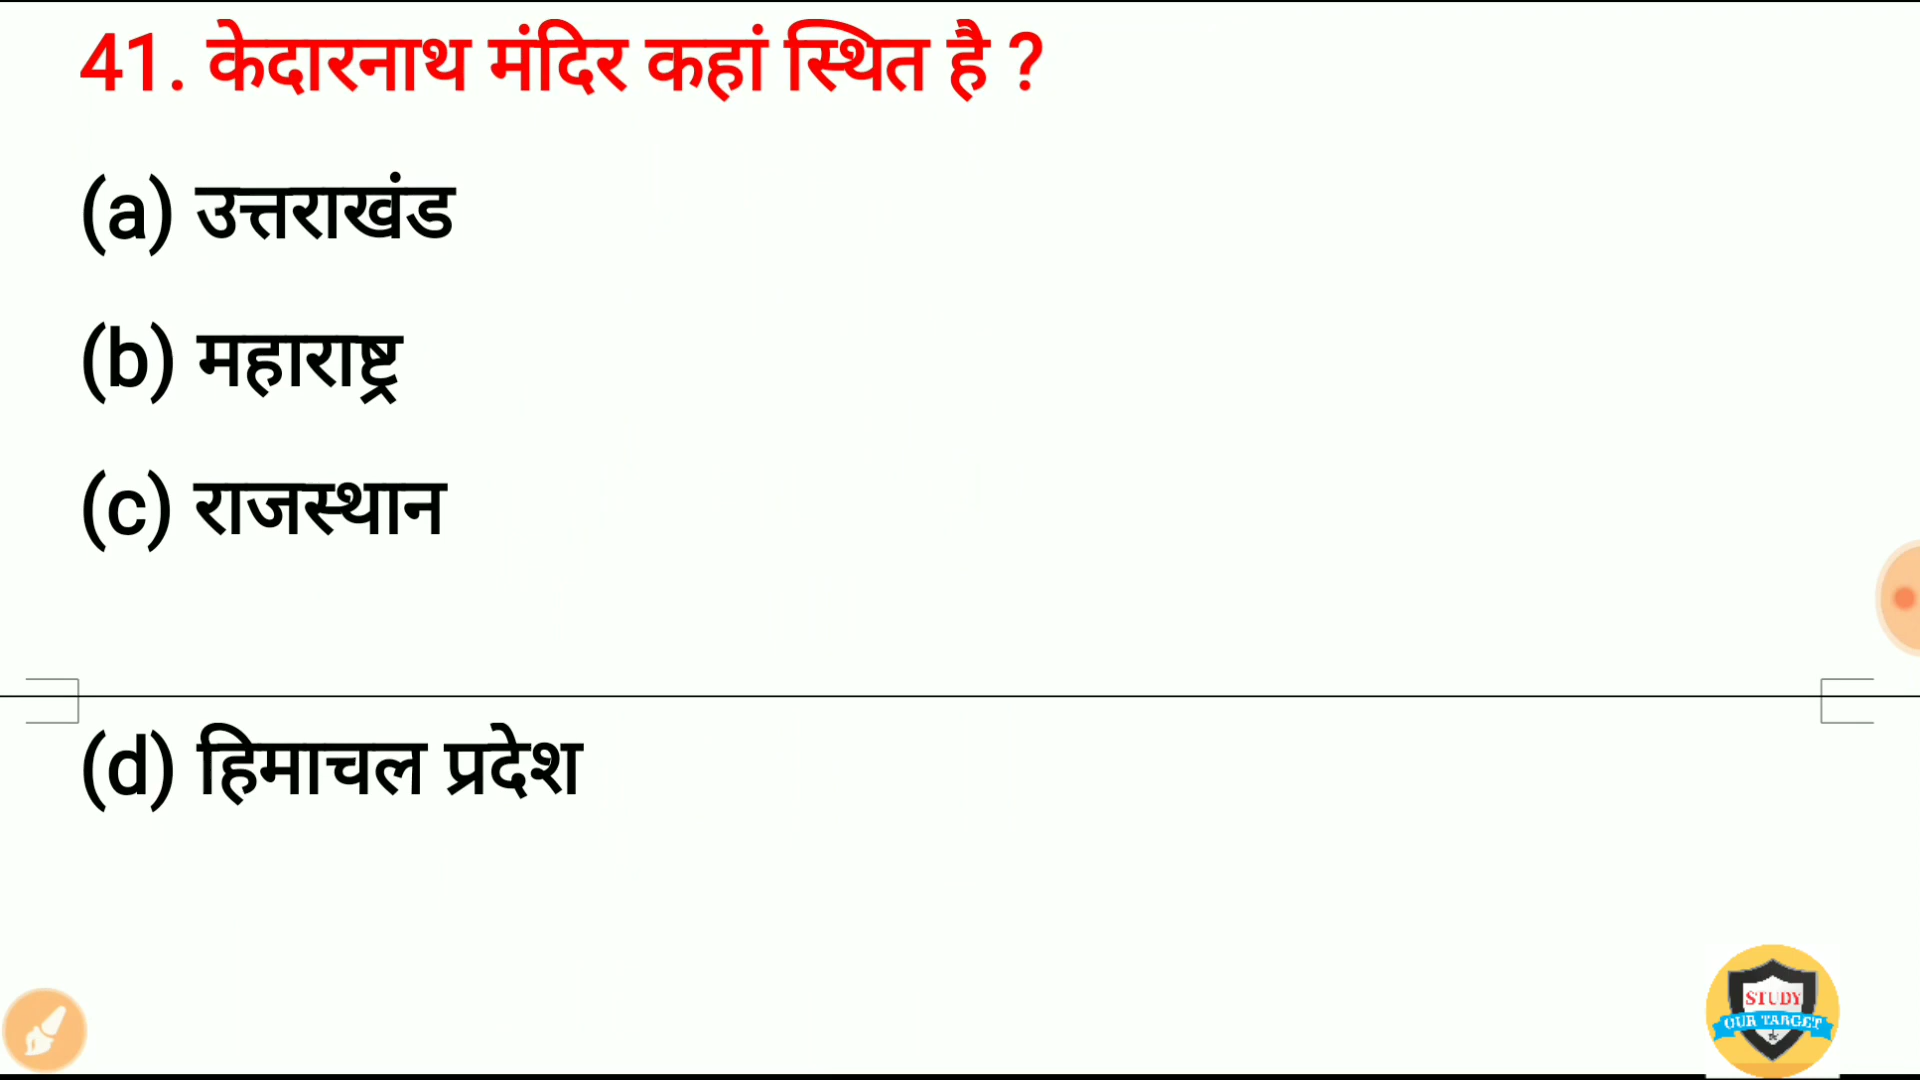 41. केदारनाथ मंदिर कहां स्थित है ?
(a) उत्तराखंड
(b) महाराष्ट्र
(c) राजस्थान
(d) हिमाचल प्रदेश
STUDY
OUR TARGET